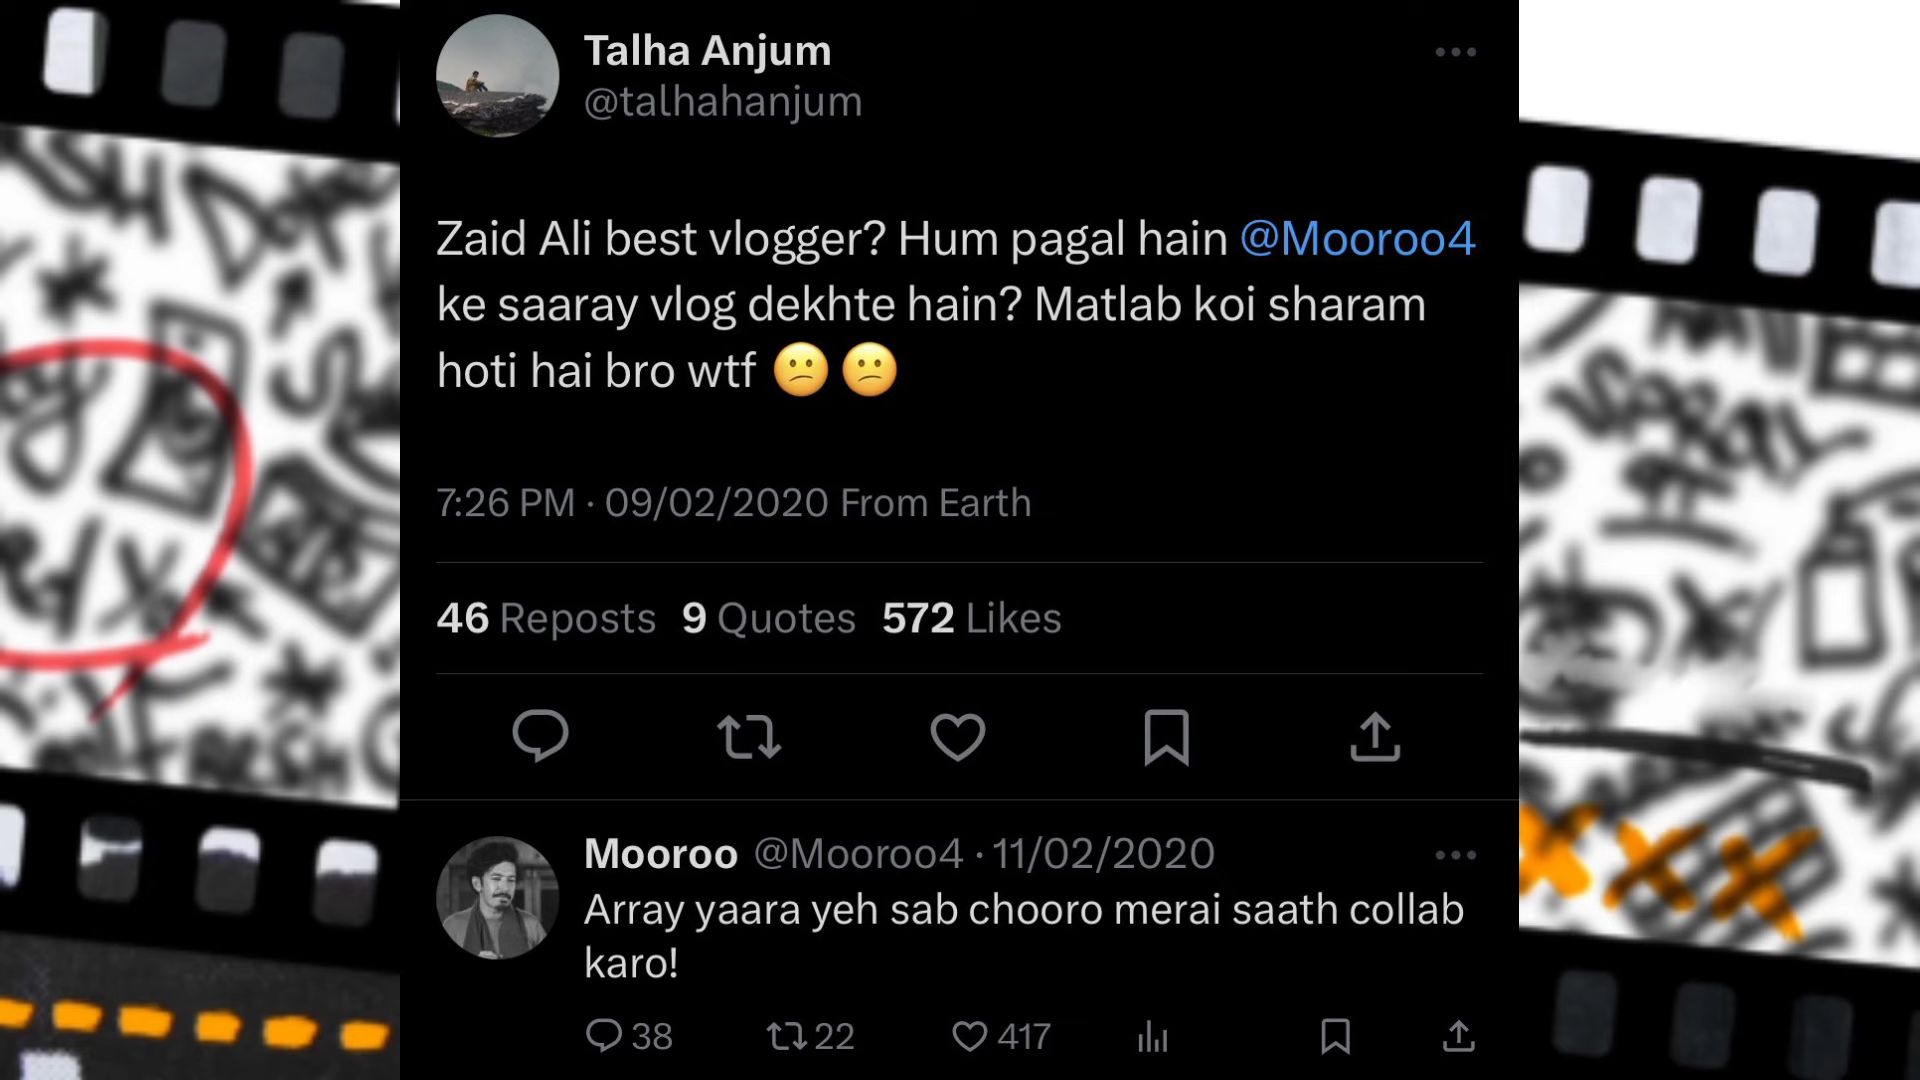 Talha Anjum
@talhahanjum
Zaid Ali best vlogger? Hum pagal hain @Mooroo4
ke saaray vlog dekhte hain? Matlab koi sharam
hoti hai bro wtf 😕 😕
7:26 PM · 09/02/2020 From Earth
46 Reposts 9 Quotes 572 Likes
Mooroo @Mooroo4 · 11/02/2020
Array yaara yeh sab chooro merai saath collab
karo!
38 22 417